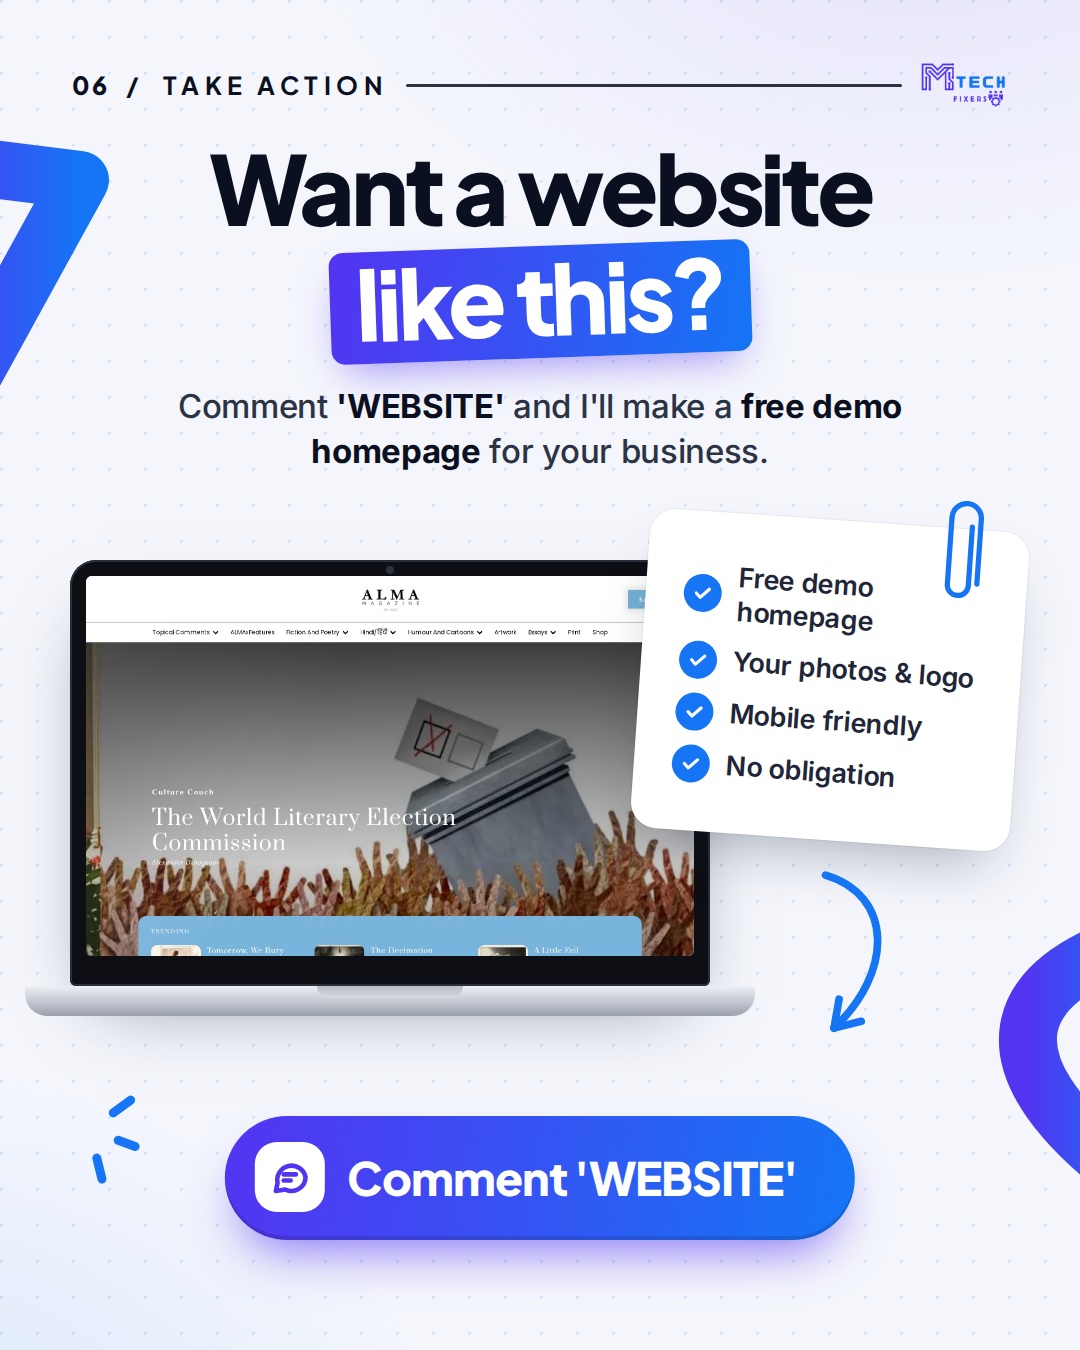 06 / TAKE ACTION
MTECH
FIXERS
Want a website
like this?
Comment 'WEBSITE' and I'll make a free demo
homepage for your business.
Free demo
homepage
Your photos & logo
Mobile friendly
No obligation
ALMA
MAGAZINE
Topical Comments ALMAxFeatures Fiction And Poetry Hindi/हिंदी Humour And Cartoons Artwork Essays Print Shop
Culture Couch
The World Literary Election
Commission
TRENDING
Tomorrow, We Bury The Decimation A Little Evil
Comment 'WEBSITE'